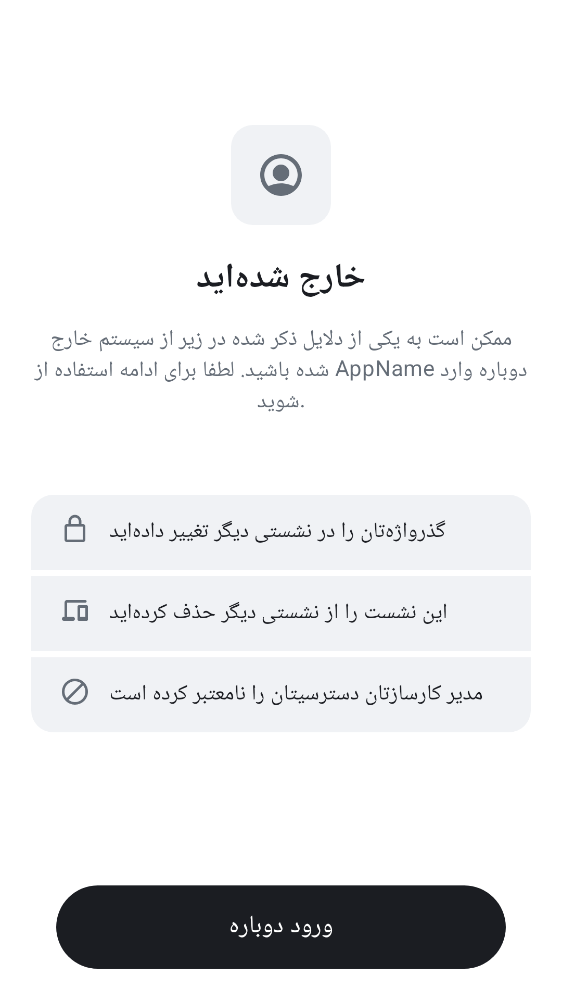 خارج شده‌اید
ممکن است به یکی از دلایل ذکر شده در زیر از سیستم خارج
شده باشید. لطفا برای ادامه استفاده از AppName دوباره وارد
شوید.
گذرواژه‌تان را در نشستی دیگر تغییر داده‌اید
این نشست را از نشستی دیگر حذف کرده‌اید
مدیر کارسازتان دسترسیتان را نامعتبر کرده است
ورود دوباره